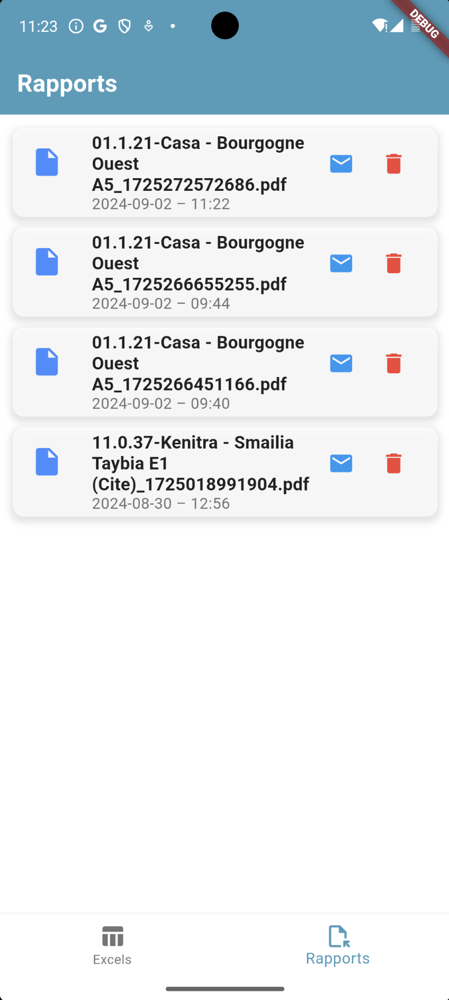 11:23
DEBUG
Rapports
01.1.21-Casa - Bourgogne
Ouest
A5_1725272572686.pdf
2024-09-02 – 11:22
01.1.21-Casa - Bourgogne
Ouest
A5_1725266655255.pdf
2024-09-02 – 09:44
01.1.21-Casa - Bourgogne
Ouest
A5_1725266451166.pdf
2024-09-02 – 09:40
11.0.37-Kenitra - Smailia
Taybia E1
(Cite)_1725018991904.pdf
2024-08-30 – 12:56
Excels
Rapports